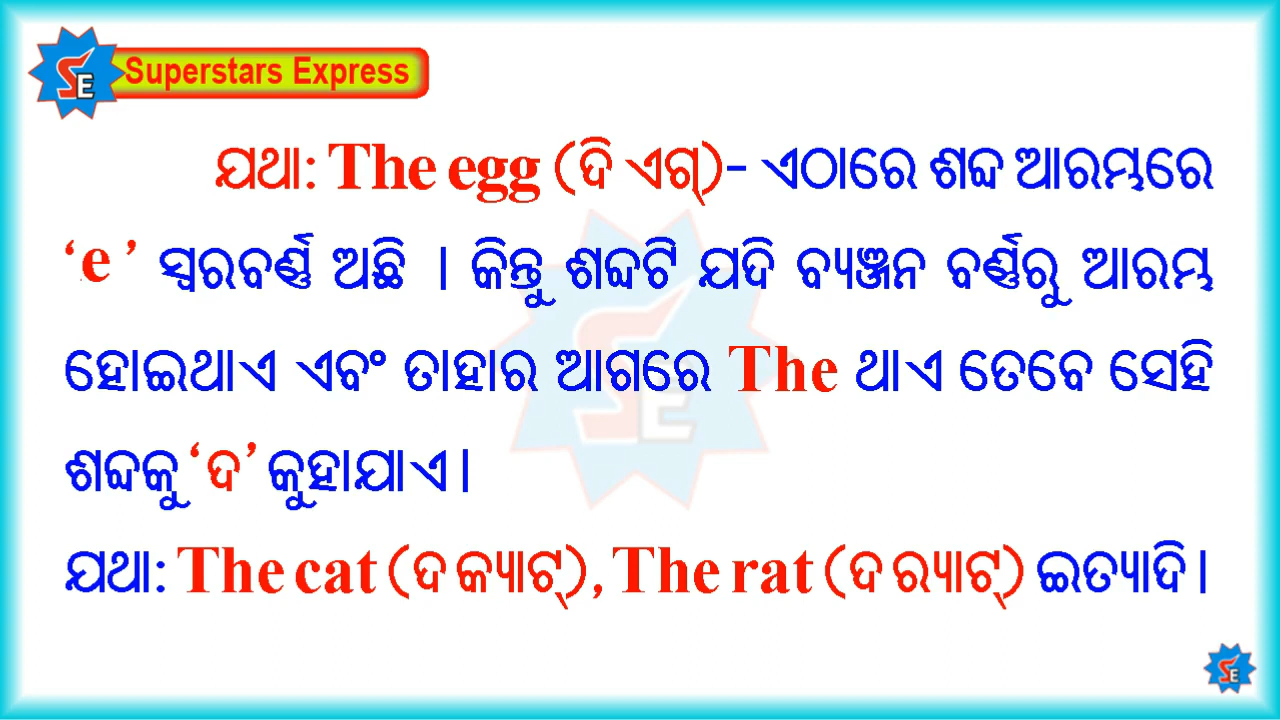 Superstars Express
ଯଥା: The egg (ଦି ଏଗ୍)- ଏଠାରେ ଶବ୍ଦ ଆରମ୍ଭରେ
‘e ’ ସ୍ୱରବର୍ଣ୍ଣ ଅଛି । କିନ୍ତୁ ଶବ୍ଦଟି ଯଦି ବ୍ୟଞ୍ଜନ ବର୍ଣ୍ଣରୁ ଆରମ୍ଭ
ହୋଇଥାଏ ଏବଂ ତାହାର ଆଗରେ The ଥାଏ ତେବେ ସେହି
ଶବ୍ଦକୁ ‘ଦ’ କୁହାଯାଏ।
ଯଥା: The cat (ଦ କ୍ୟାଟ୍), The rat (ଦ ର‍୍ୟାଟ୍) ଇତ୍ୟାଦି।
SE